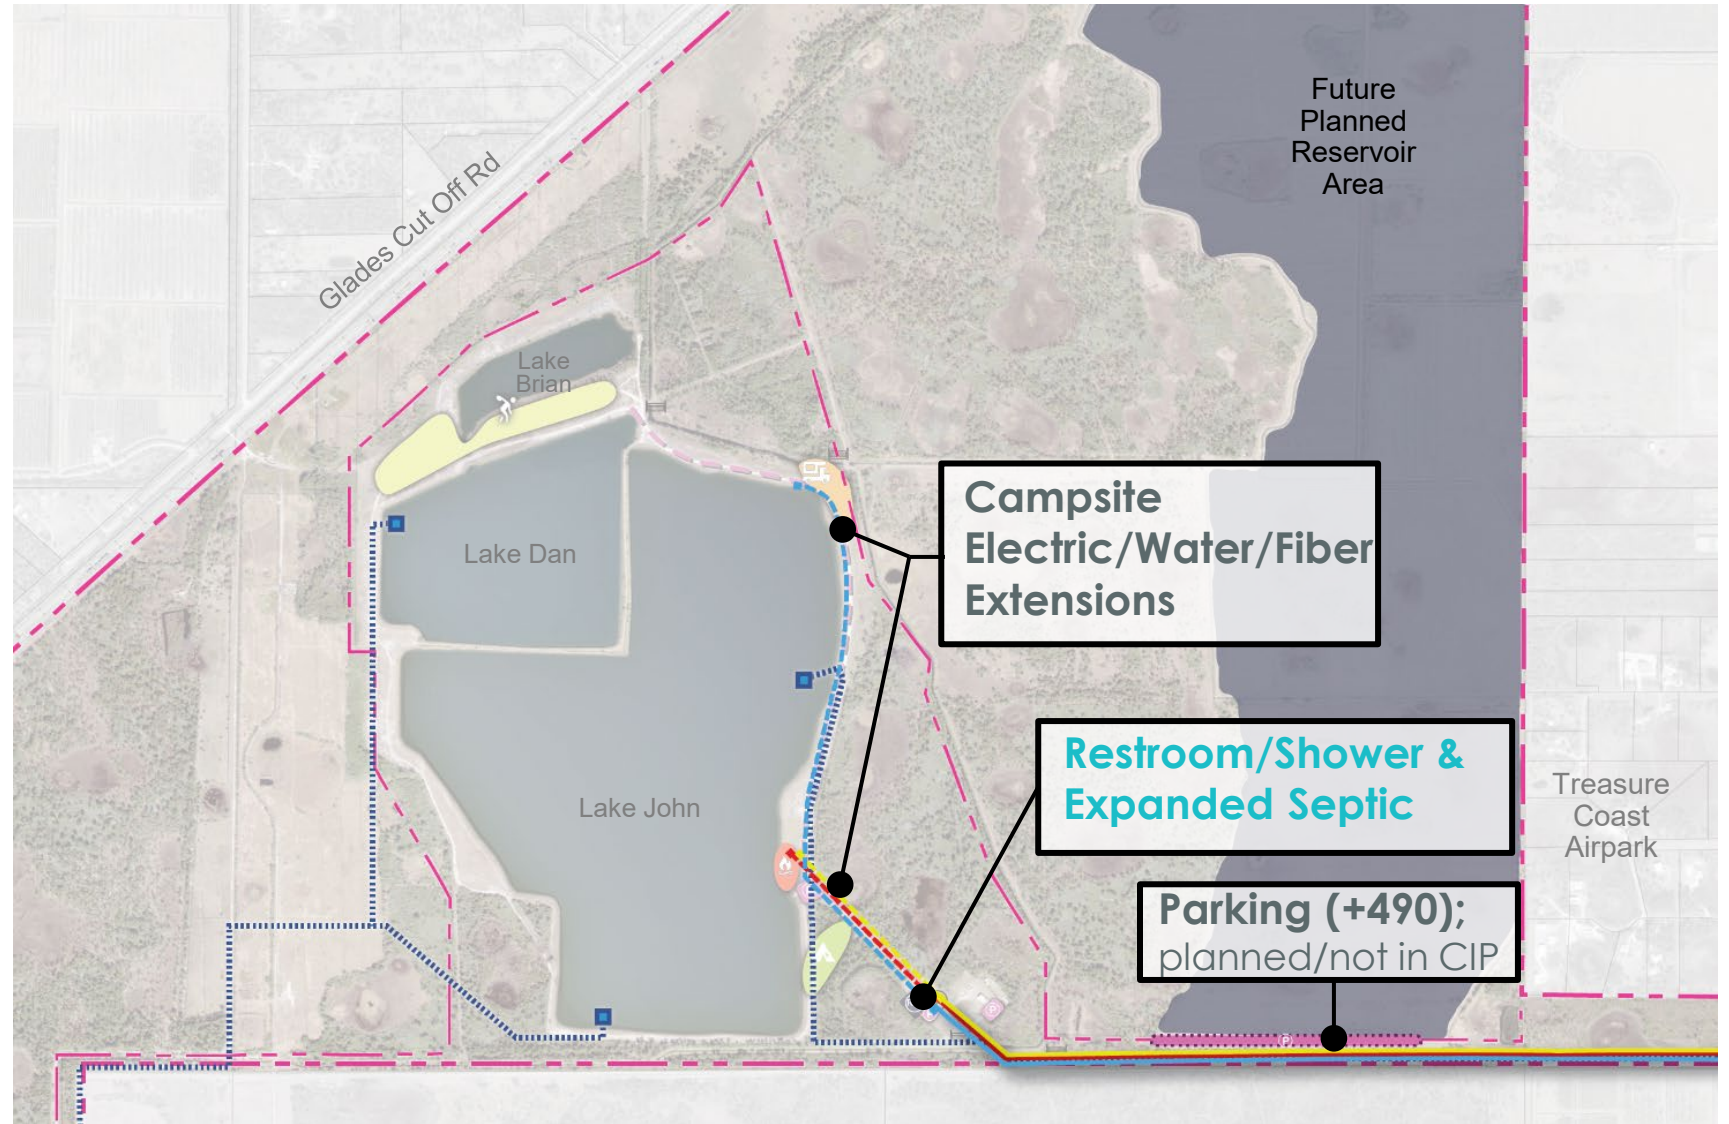 Future
Planned
Reservoir
Area
Glades Cut Off Rd
Lake
Brian
Lake Dan
Campsite
Electric/Water/Fiber
Extensions
Restroom/Shower &
Expanded Septic
Lake John
Treasure
Coast
Airpark
Parking (+490);
planned/not in CIP
P
(P)